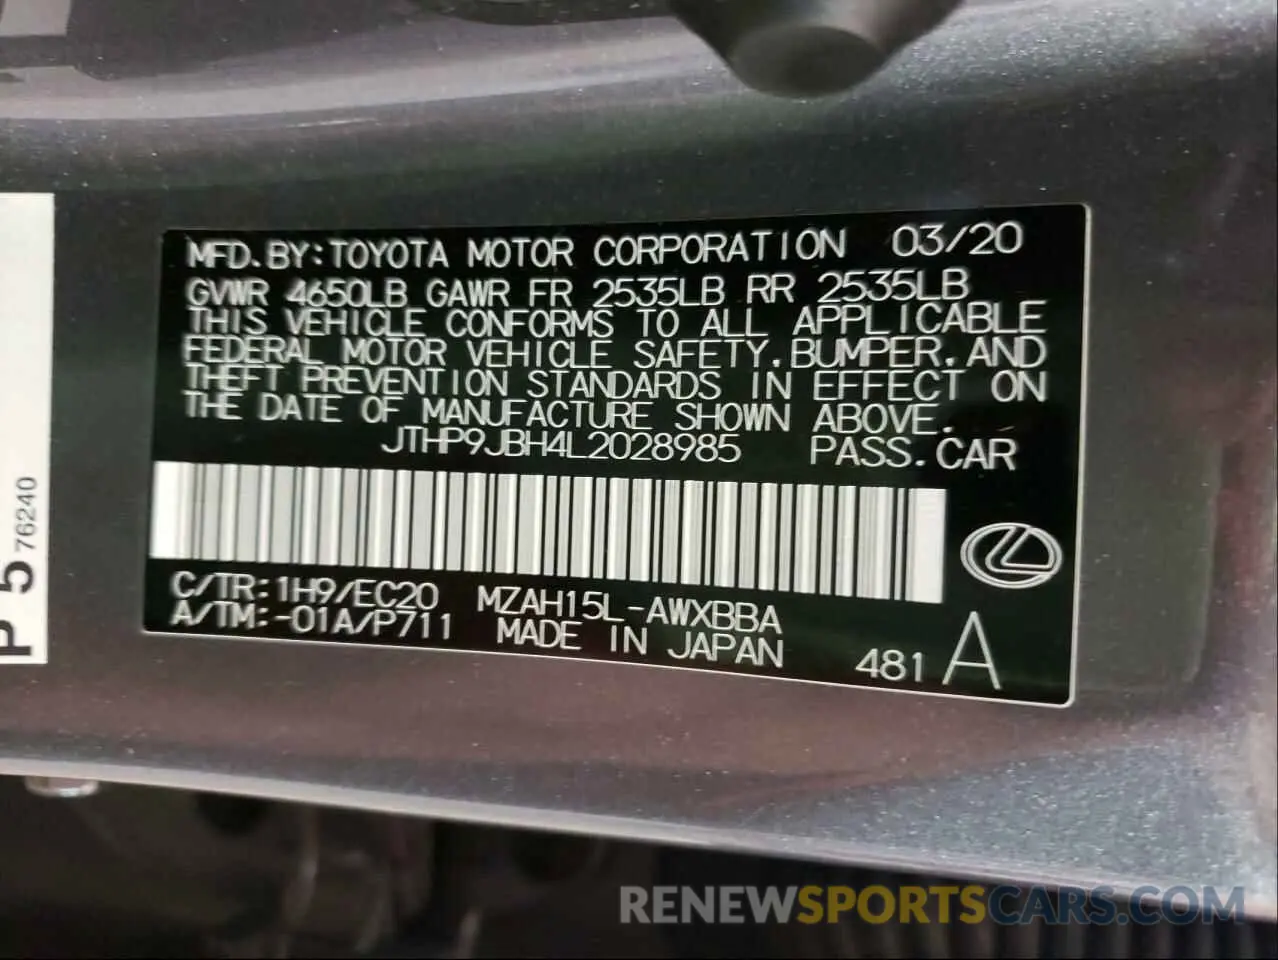 MFD. BY: TOYOTA MOTOR CORPORATION 03/20
GVWR 4650LB GAWR FR 2535LB RR 2535LB
THIS VEHICLE CONFORMS TO ALL APPLICABLE
FEDERAL MOTOR VEHICLE SAFETY, BUMPER, AND
THEFT PREVENTION STANDARDS IN EFFECT ON
THE DATE OF MANUFACTURE SHOWN ABOVE.
JTHP9JBH4L2028985 PASS. CAR
C/TR: 1H9/EC20 MZAH15L-AWXBBA
A/TM: -01A/P711 MADE IN JAPAN 481 A
P 5 76240
RENEWSPORTSCARS.COM